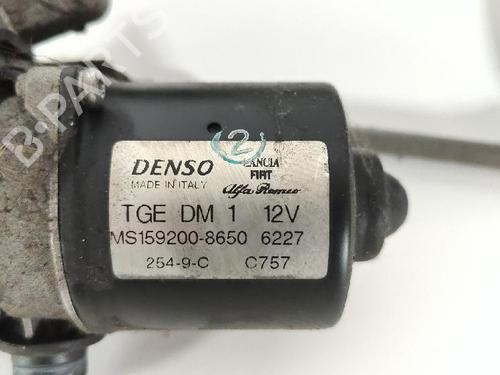 B-PARTS
2
DENSO
MADE IN ITALY
LANCIA
FIAT
Alfa Romeo
TGE DM 1 12V
MS159200-8650 6227
254-9-C C757